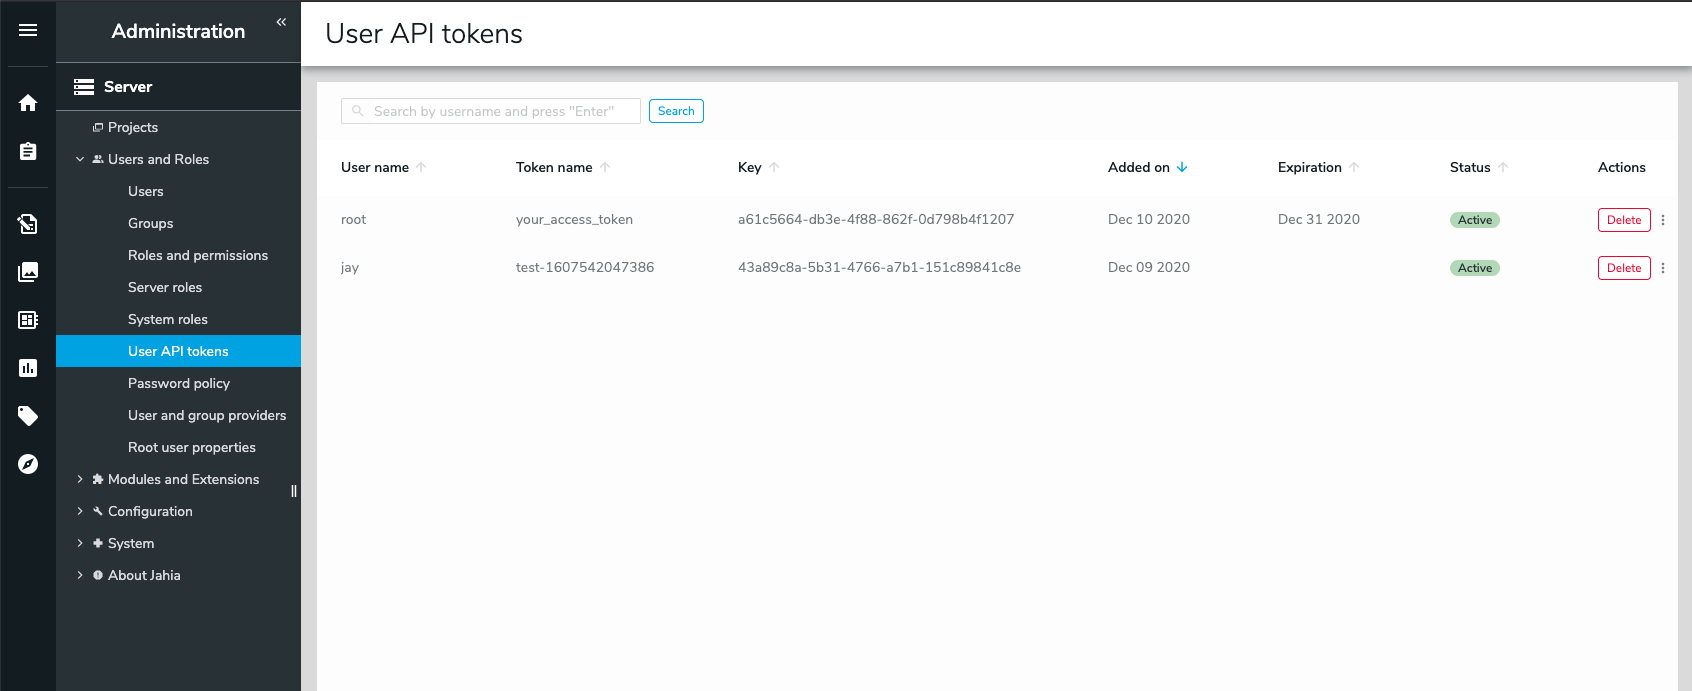 Administration
«
Server
Projects
Users and Roles
Users
Groups
Roles and permissions
Server roles
System roles
User API tokens
Password policy
User and group providers
Root user properties
Modules and Extensions
Configuration
System
About Jahia
User API tokens
Search by username and press "Enter" Search
User name Token name Key Added on Expiration Status Actions
root your_access_token a61c5664-db3e-4f88-862f-0d798b4f1207 Dec 10 2020 Dec 31 2020 Active Delete
jay test-1607542047386 43a89c8a-5b31-4766-a7b1-151c89841c8e Dec 09 2020 Active Delete